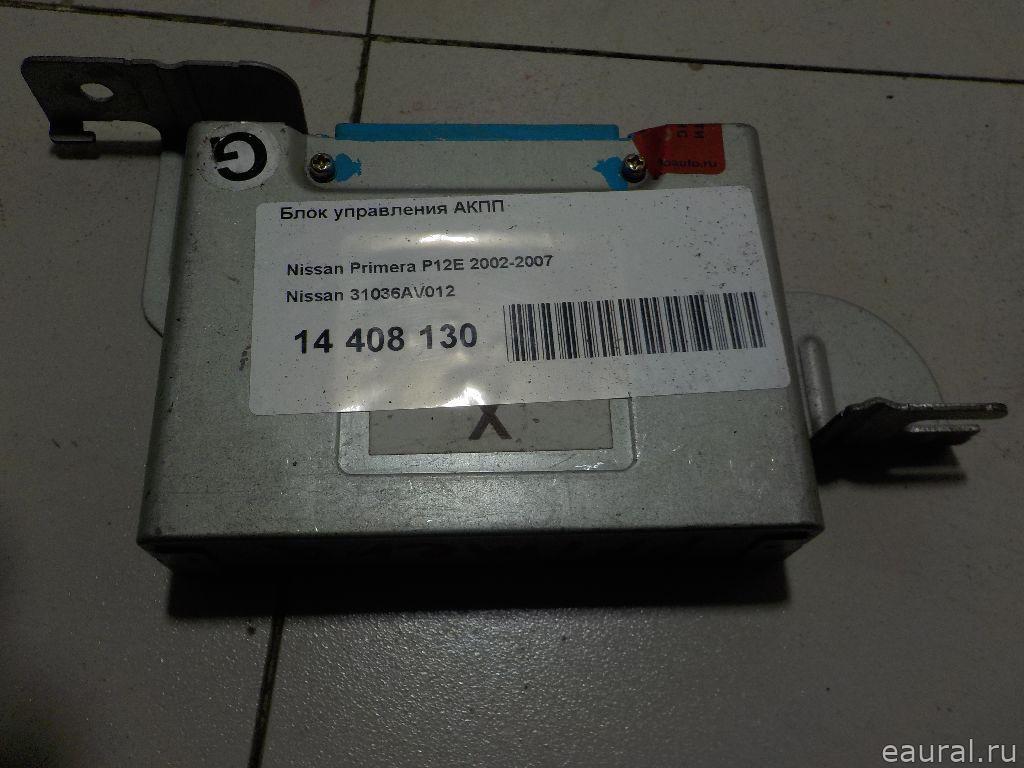 G
Блок управления АКПП
Nissan Primera P12E 2002-2007
Nissan 31036AV012
14 408 130
X
eaural.ru